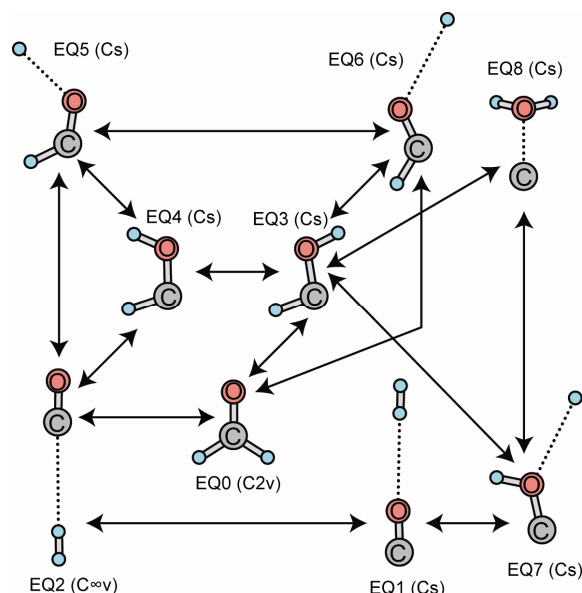 EQ5 (Cs)
EQ6 (Cs)
EQ8 (Cs)
O
O
O
C
C
C
EQ4 (Cs)
EQ3 (Cs)
O
O
C
C
O
O
C
C
EQ0 (C2v)
O
O
C
C
EQ2 (C∞v)
EQ1 (Cs)
EQ7 (Cs)